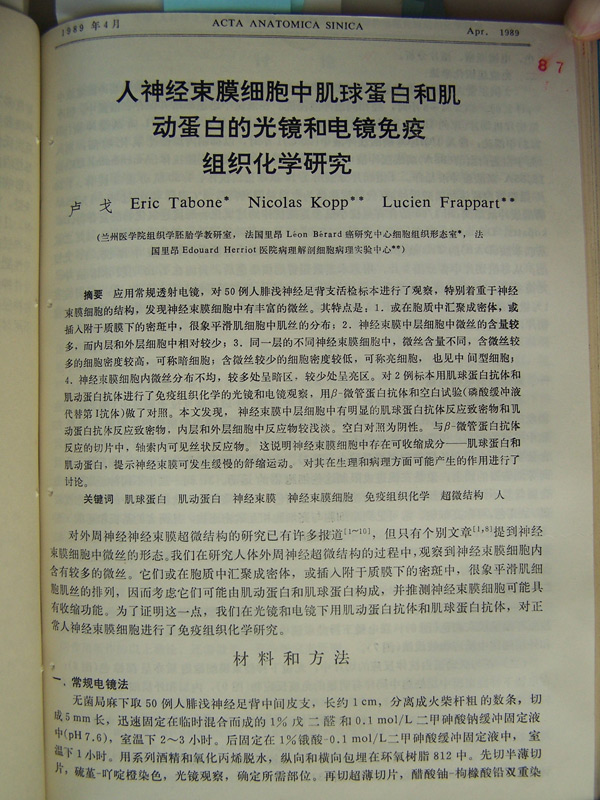 1989 年4月 ACTA ANATOMICA SINICA Apr. 1989
87
人神经束膜细胞中肌球蛋白和肌
动蛋白的光镜和电镜免疫
组织化学研究
卢 戈 Eric Tabone* Nicolas Kopp** Lucien Frappart**
(兰州医学院组织学胚胎学教研室, 法国里昂 Léon Bèrard 癌研究中心细胞组织形态室*, 法
国里昂 Edouard Herriot 医院病理解剖细胞病理实验中心**)
摘要 应用常规透射电镜,对50例人腓浅神经足背支活检标本进行了观察,特别着重于神经
束膜细胞的结构,发现神经束膜细胞中有丰富的微丝。其特点是:1.或在胞质中汇聚成密体,或
插入附于质膜下的密斑中,很象平滑肌细胞中肌丝的分布;2.神经束膜中层细胞中微丝的含量较
多,而内层和外层细胞中相对较少;3.同一层的不同神经束膜细胞中,微丝含量不同,含微丝较
多的细胞密度较高,可称暗细胞;含微丝较少的细胞密度较低,可称亮细胞,也见中间型细胞;
4.神经束膜细胞内微丝分布不均,较多处呈暗区,较少处呈亮区。对2例标本用肌球蛋白抗体和
肌动蛋白抗体进行了免疫组织化学的光镜和电镜观察,用β-微管蛋白抗体和空白试验(磷酸缓冲液
代替第Ⅰ抗体)做了对照。本文发现,神经束膜中层细胞中有明显的肌球蛋白抗体反应致密物和肌
动蛋白抗体反应致密物,内层和外层细胞中反应物较浅淡。空白对照为阴性。与β-微管蛋白抗体
反应的切片中,轴索内可见丝状反应物。这说明神经束膜细胞中存在可收缩成分——肌球蛋白和
肌动蛋白,提示神经束膜可发生缓慢的舒缩运动。对其在生理和病理方面可能产生的作用进行了
讨论。
关键词 肌球蛋白 肌动蛋白 神经束膜 神经束膜细胞 免疫组织化学 超微结构 人
对外周神经神经束膜超微结构的研究已有许多报道[1~10],但只有个别文章[1,8]提到神经
束膜细胞中微丝的形态。我们在研究人体外周神经超微结构的过程中,观察到神经束膜细胞内
含有较多的微丝。它们或在胞质中汇聚成密体,或插入附于质膜下的密斑中,很象平滑肌细
胞肌丝的排列,因而考虑它们可能由肌动蛋白和肌球蛋白构成,并推测神经束膜细胞可能具
有收缩功能。为了证明这一点,我们在光镜和电镜下用肌动蛋白抗体和肌球蛋白抗体,对正
常人神经束膜细胞进行了免疫组织化学研究。
材料和方法
一、常规电镜法
无菌局麻下取50例人腓浅神经足背中间皮支,长约1cm,分离成火柴杆粗的数条,切
成5mm长,迅速固定在临时混合而成的1%戊二醛和0.1mol/L二甲砷酸钠缓冲固定液
中(pH7.6),室温下2~3小时。后固定在1%锇酸-0.1mol/L二甲砷酸缓冲固定液中,室
温下1小时。用系列酒精和氧化丙烯脱水,纵向和横向包埋在环氧树脂812中。先切半薄切
片,硫堇-吖啶橙染色,光镜观察,确定所需部位。再切超薄切片,醋酸铀-枸橼酸铅双重染